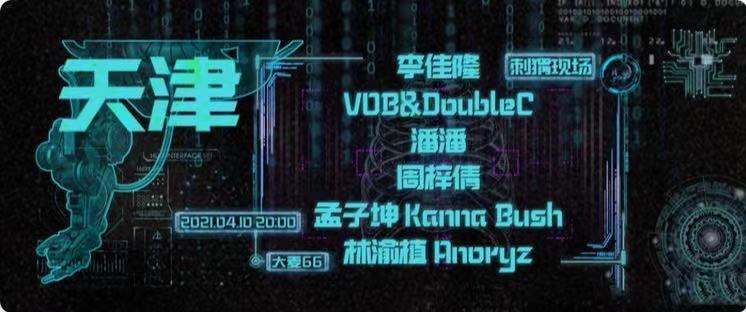 天津
李佳隆
刺猬现场
VOB&DoubleC
潘潘
周梓倩
2021.04.10 20:00
孟子坤 Kanna Bush
大麦66
林渝植 Anoryz